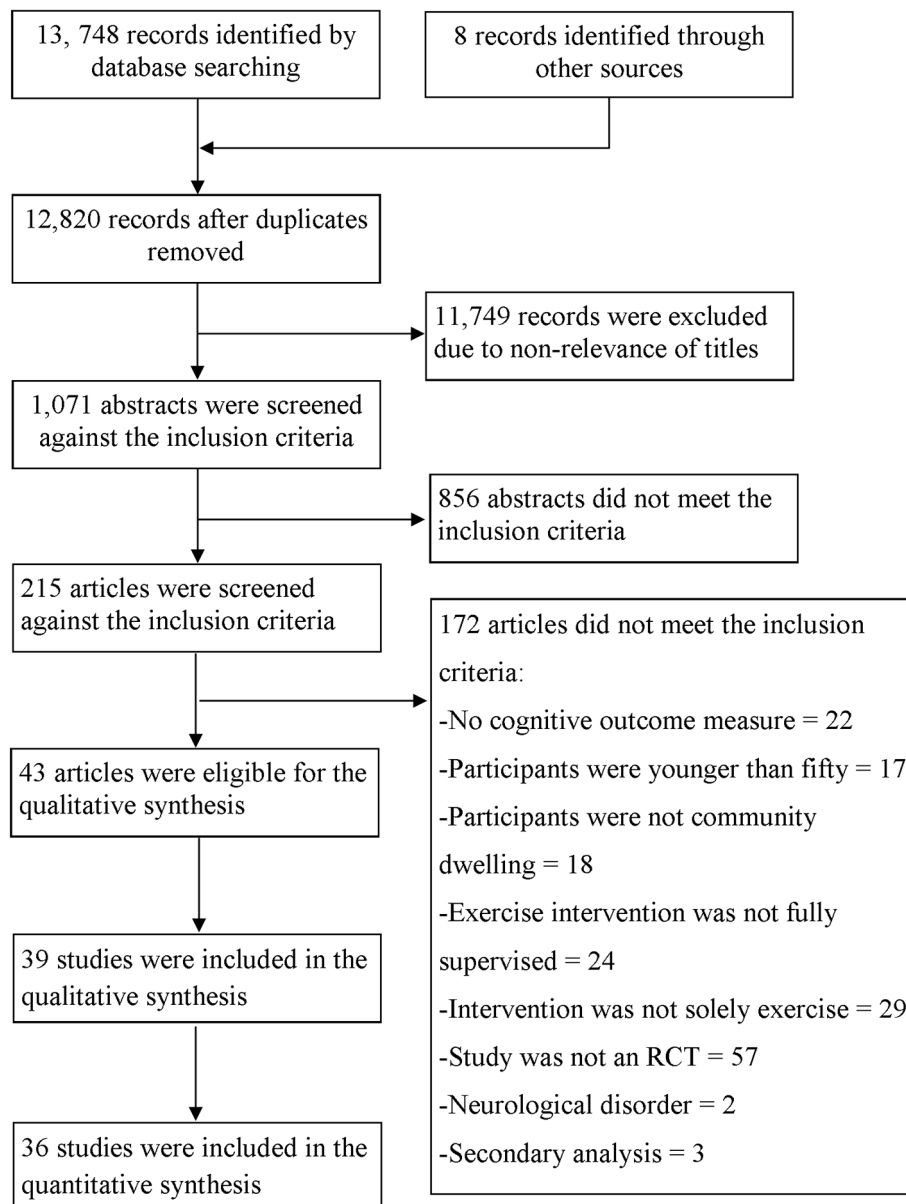 13, 748 records identified by
database searching
8 records identified through
other sources
12,820 records after duplicates
removed
11,749 records were excluded
due to non-relevance of titles
1,071 abstracts were screened
against the inclusion criteria
856 abstracts did not meet the
inclusion criteria
215 articles were screened
against the inclusion criteria
172 articles did not meet the inclusion
criteria:
-No cognitive outcome measure = 22
-Participants were younger than fifty = 17
-Participants were not community
dwelling = 18
-Exercise intervention was not fully
supervised = 24
-Intervention was not solely exercise = 29
-Study was not an RCT = 57
-Neurological disorder = 2
-Secondary analysis = 3
43 articles were eligible for the
qualitative synthesis
39 studies were included in the
qualitative synthesis
36 studies were included in the
quantitative synthesis